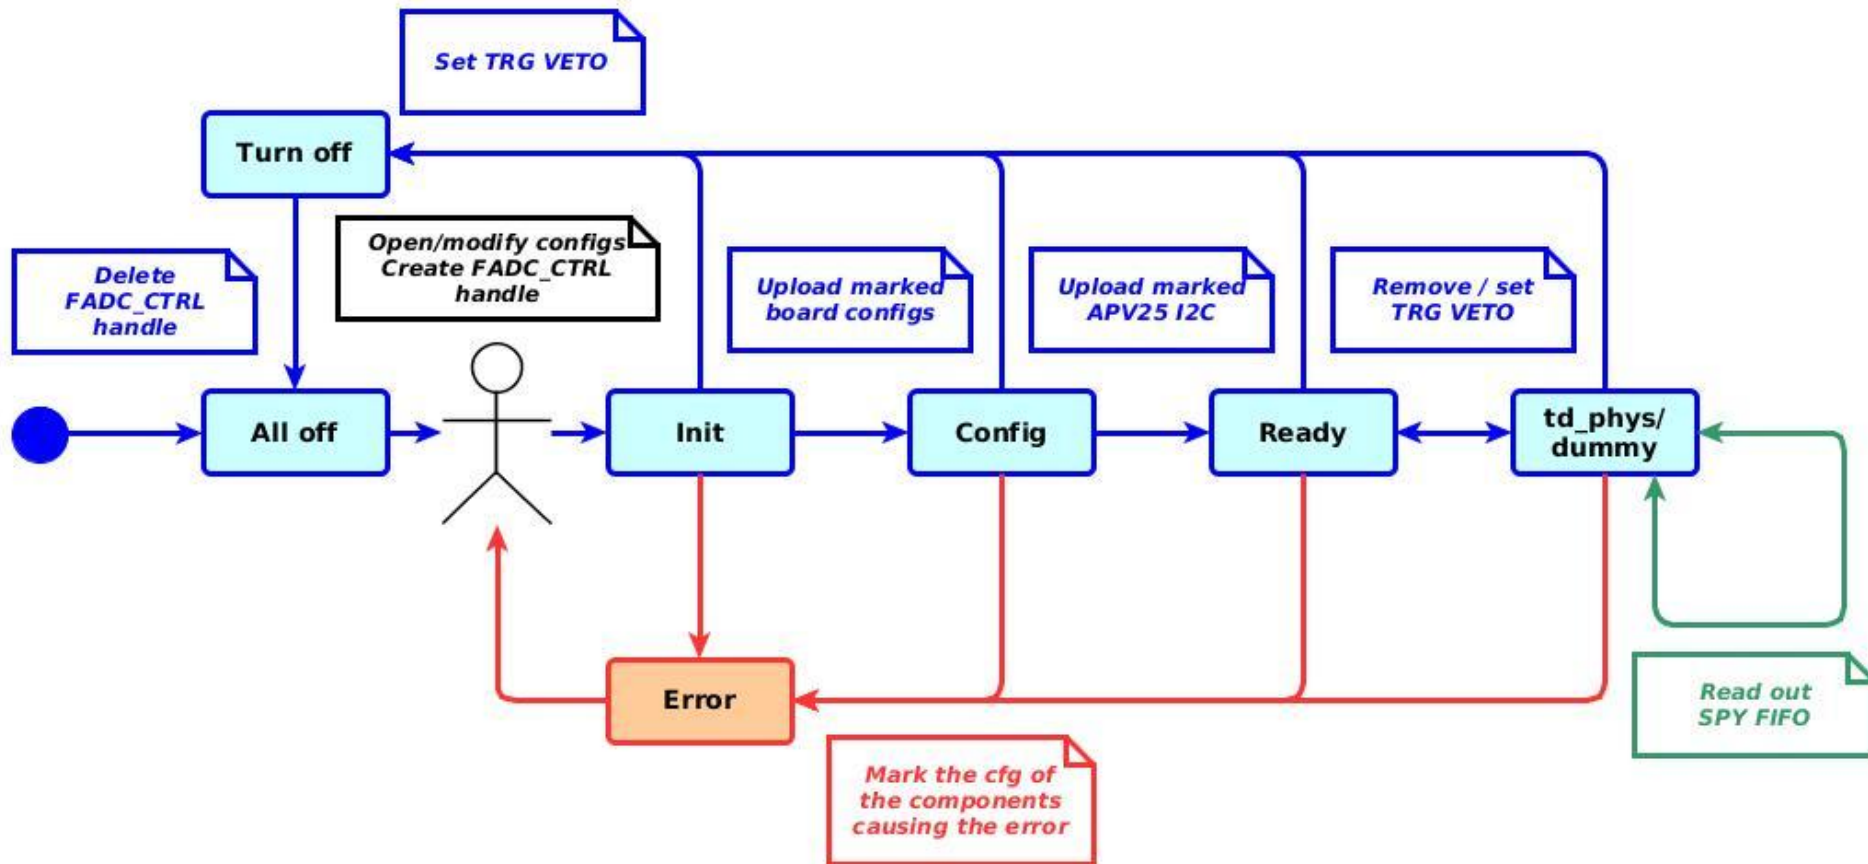 Set TRG VETO
Turn off
Delete
FADC_CTRL
handle
Open/modify configs
Create FADC_CTRL
handle
Upload marked
board configs
Upload marked
APV25 I2C
Remove / set
TRG VETO
All off
Init
Config
Ready
td_phys/
dummy
Error
Read out
SPY FIFO
Mark the cfg of
the components
causing the error